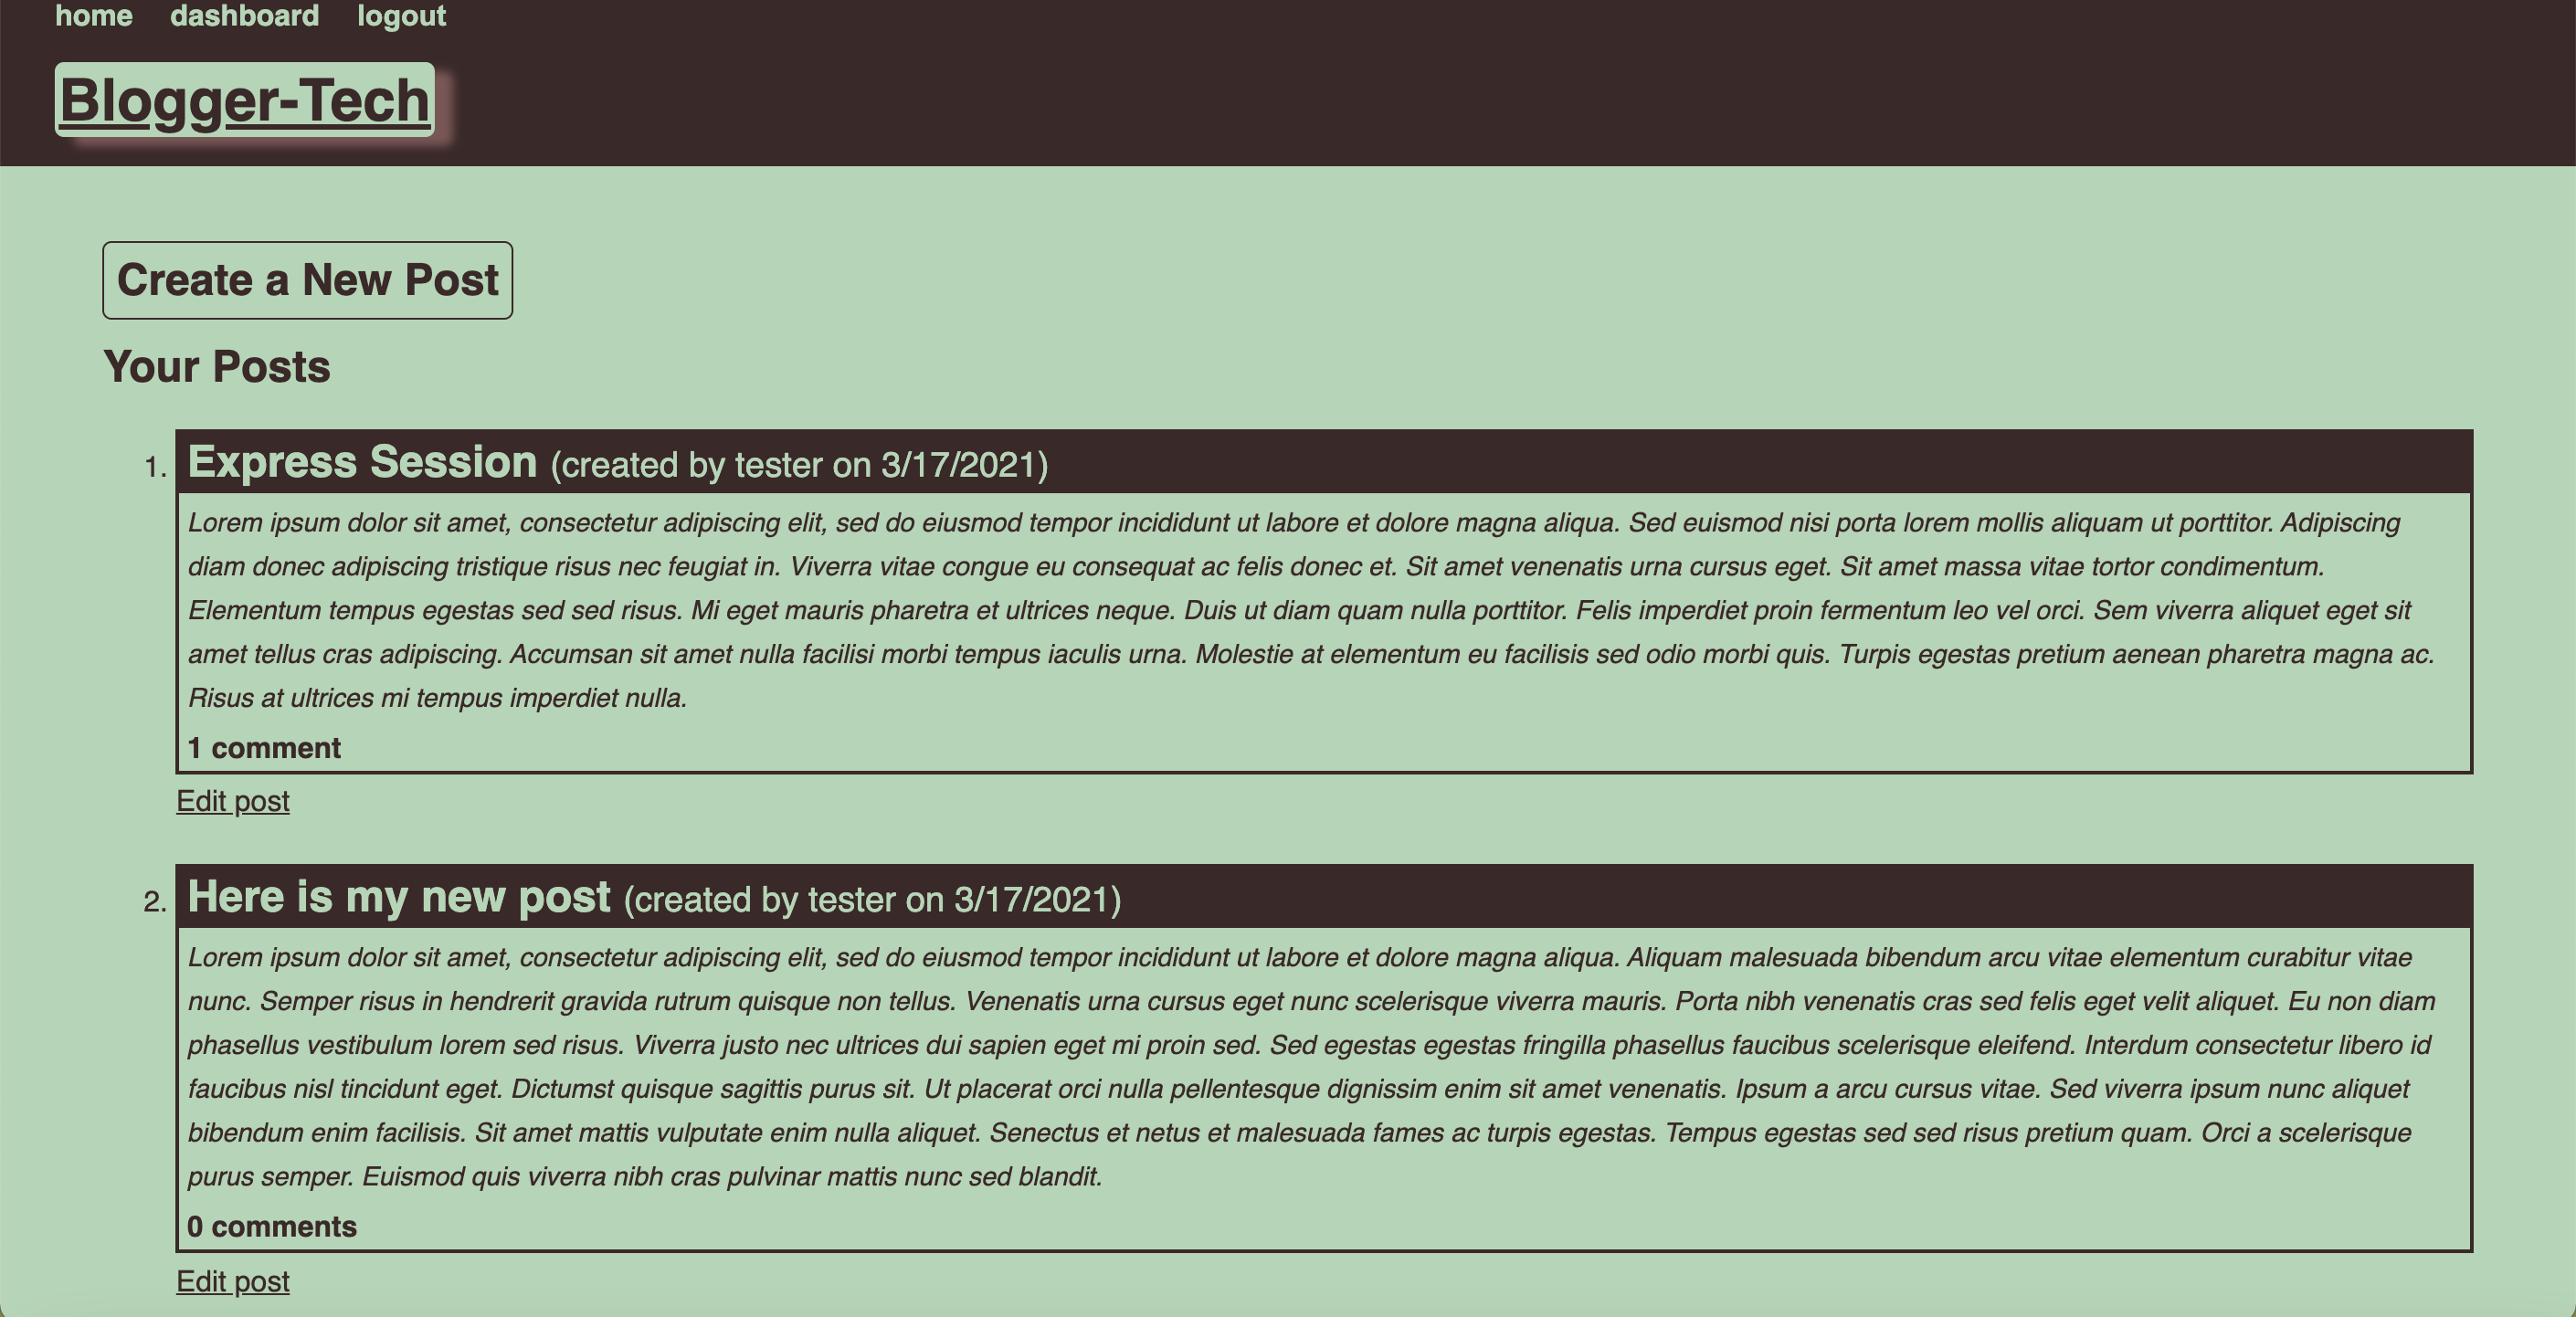 home dashboard logout
Blogger-Tech
Create a New Post
Your Posts
1. Express Session (created by tester on 3/17/2021)
Lorem ipsum dolor sit amet, consectetur adipiscing elit, sed do eiusmod tempor incididunt ut labore et dolore magna aliqua. Sed euismod nisi porta lorem mollis aliquam ut porttitor. Adipiscing
diam donec adipiscing tristique risus nec feugiat in. Viverra vitae congue eu consequat ac felis donec et. Sit amet venenatis urna cursus eget. Sit amet massa vitae tortor condimentum.
Elementum tempus egestas sed sed risus. Mi eget mauris pharetra et ultrices neque. Duis ut diam quam nulla porttitor. Felis imperdiet proin fermentum leo vel orci. Sem viverra aliquet eget sit
amet tellus cras adipiscing. Accumsan sit amet nulla facilisi morbi tempus iaculis urna. Molestie at elementum eu facilisis sed odio morbi quis. Turpis egestas pretium aenean pharetra magna ac.
Risus at ultrices mi tempus imperdiet nulla.
1 comment
Edit post
2. Here is my new post (created by tester on 3/17/2021)
Lorem ipsum dolor sit amet, consectetur adipiscing elit, sed do eiusmod tempor incididunt ut labore et dolore magna aliqua. Aliquam malesuada bibendum arcu vitae elementum curabitur vitae
nunc. Semper risus in hendrerit gravida rutrum quisque non tellus. Venenatis urna cursus eget nunc scelerisque viverra mauris. Porta nibh venenatis cras sed felis eget velit aliquet. Eu non diam
phasellus vestibulum lorem sed risus. Viverra justo nec ultrices dui sapien eget mi proin sed. Sed egestas egestas fringilla phasellus faucibus scelerisque eleifend. Interdum consectetur libero id
faucibus nisl tincidunt eget. Dictumst quisque sagittis purus sit. Ut placerat orci nulla pellentesque dignissim enim sit amet venenatis. Ipsum a arcu cursus vitae. Sed viverra ipsum nunc aliquet
bibendum enim facilisis. Sit amet mattis vulputate enim nulla aliquet. Senectus et netus et malesuada fames ac turpis egestas. Tempus egestas sed sed risus pretium quam. Orci a scelerisque
purus semper. Euismod quis viverra nibh cras pulvinar mattis nunc sed blandit.
0 comments
Edit post